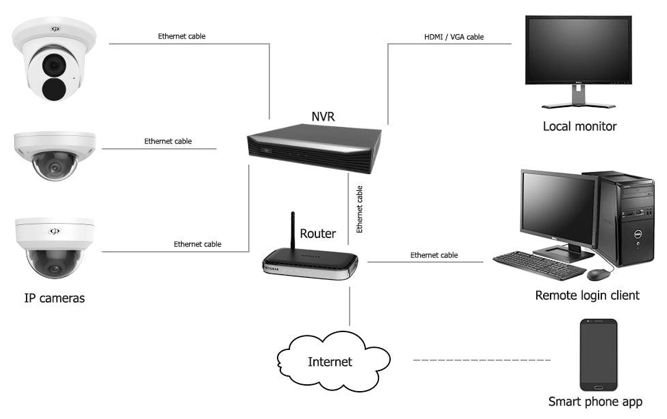 Ethernet cable
HDMI / VGA cable
NVR
Local monitor
Ethernet cable
Ethernet cable
Router
Ethernet cable
Ethernet cable
IP cameras
Remote login client
Internet
Smart phone app